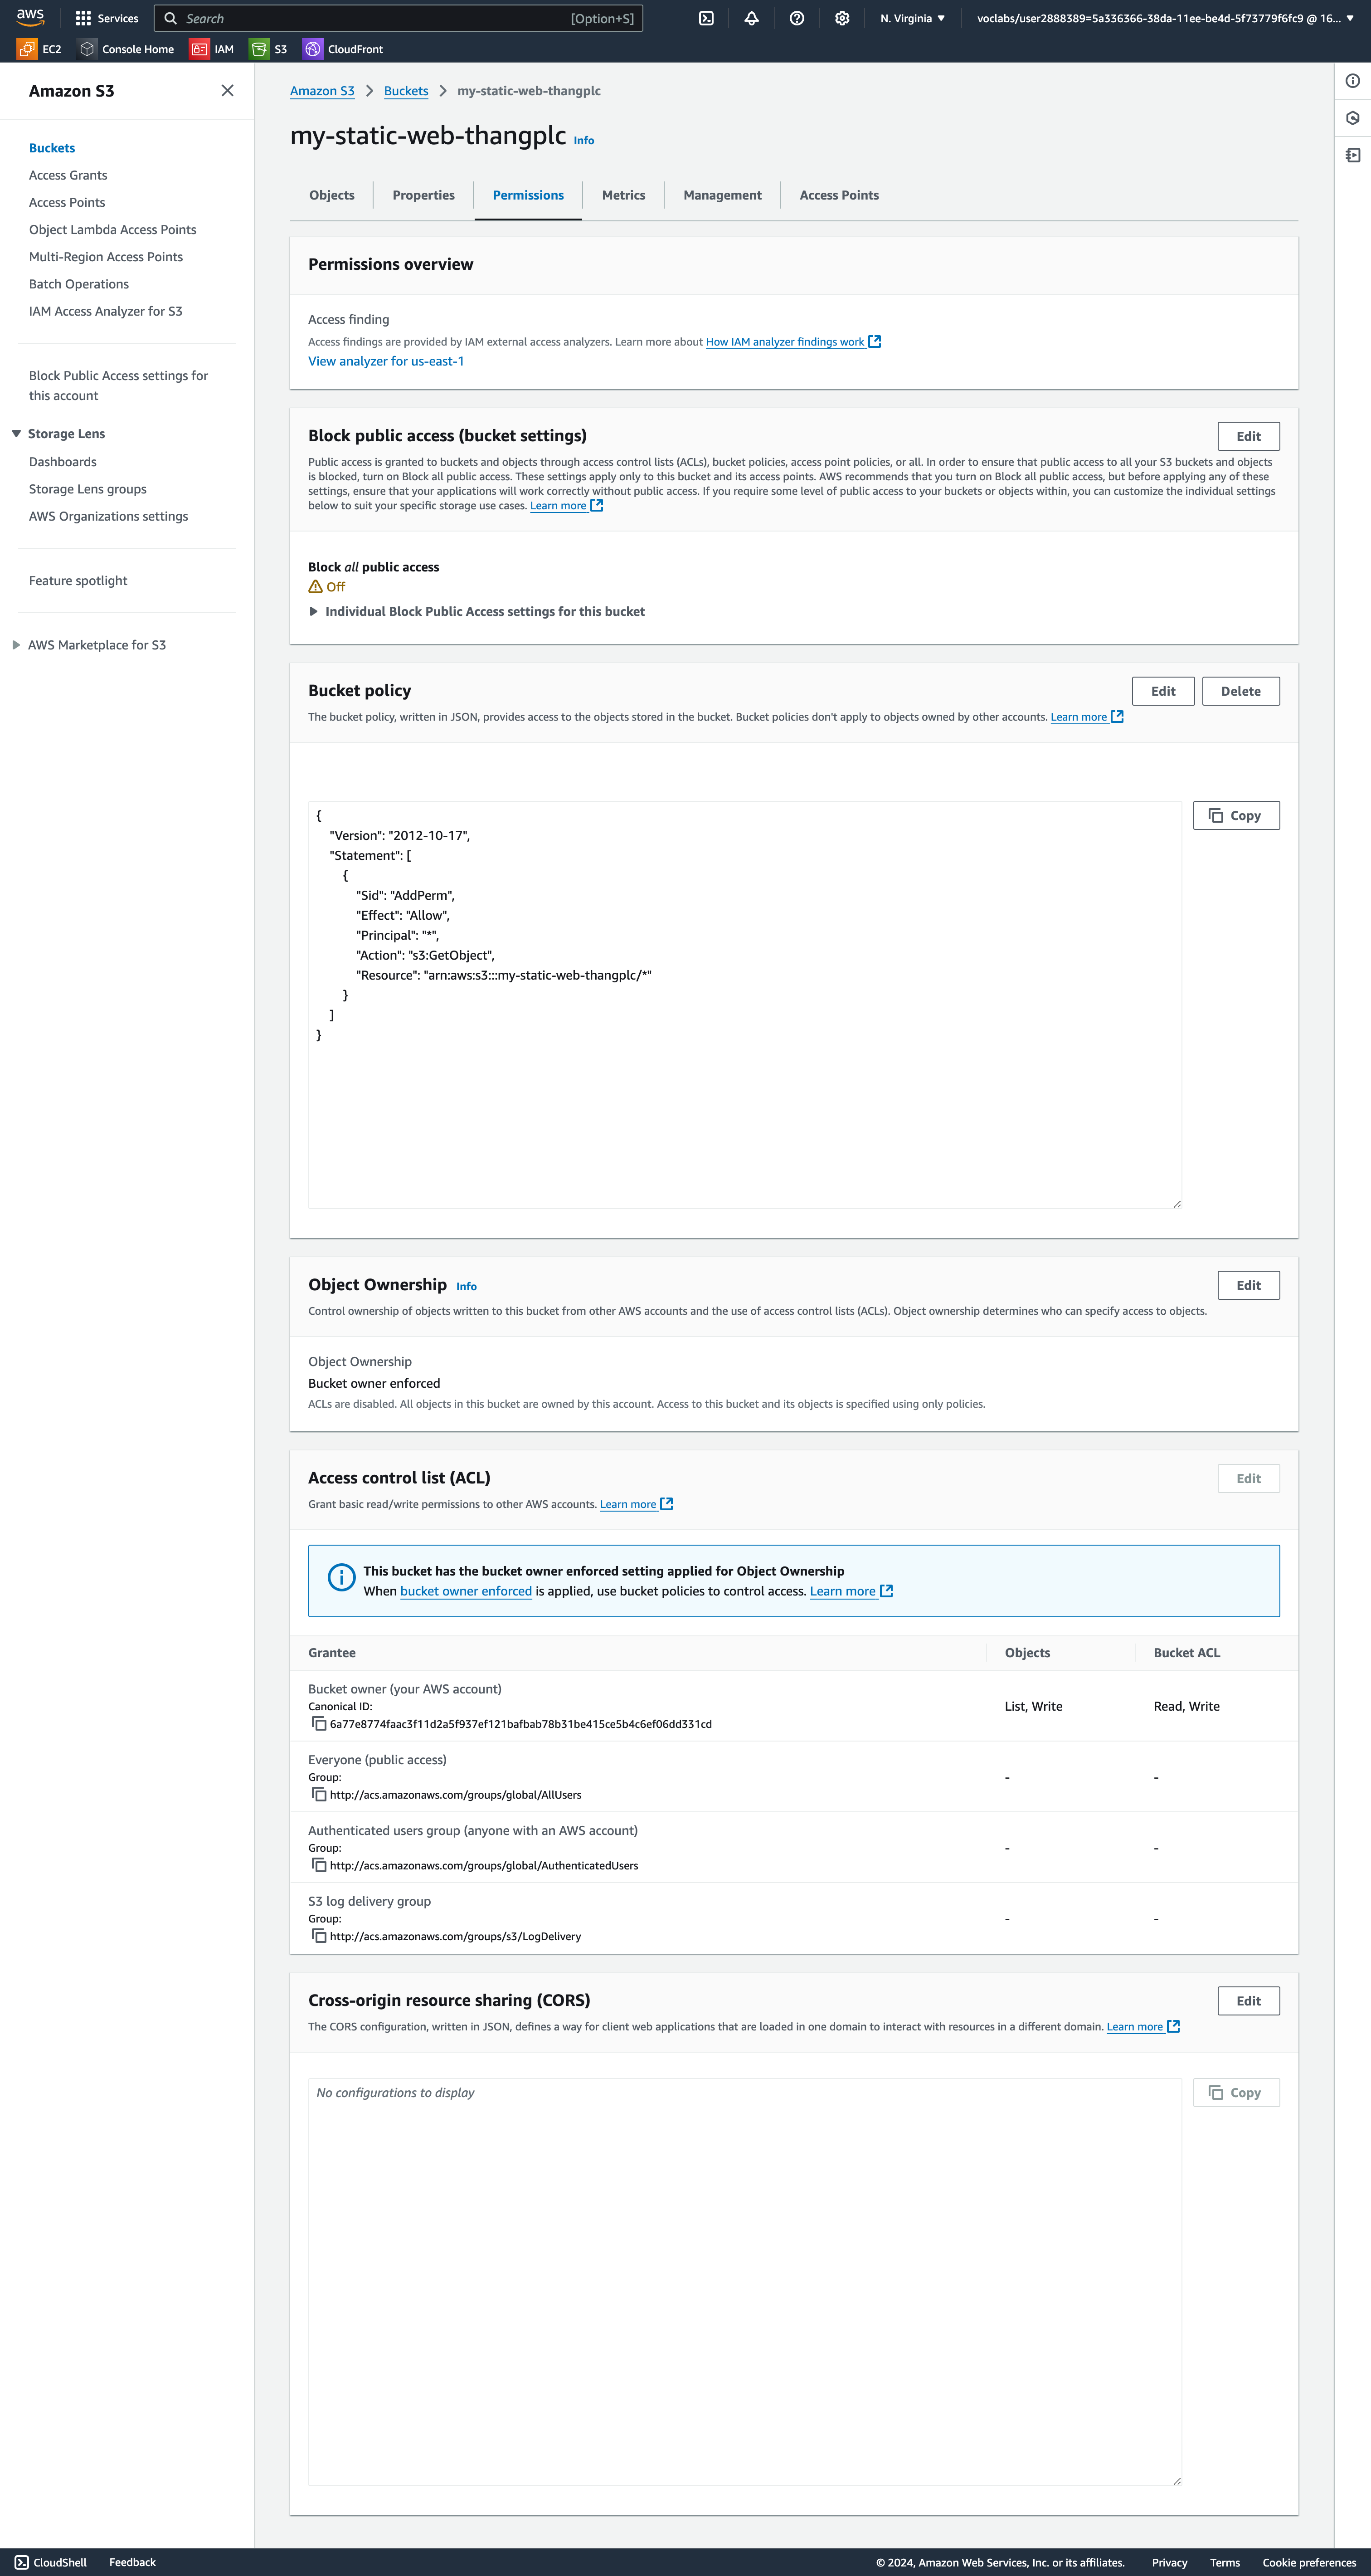 aws
Services
Search
[Option+S]
N. Virginia
voclabs/user2888389=5a336366-38da-11ee-be4d-5f73779f6fc9 @ 16...
EC2
Console Home
IAM
S3
CloudFront
Amazon S3
Buckets
Access Grants
Access Points
Object Lambda Access Points
Multi-Region Access Points
Batch Operations
IAM Access Analyzer for S3
Block Public Access settings for
this account
Storage Lens
Dashboards
Storage Lens groups
AWS Organizations settings
Feature spotlight
AWS Marketplace for S3
Amazon S3 > Buckets > my-static-web-thangplc
my-static-web-thangplc Info
Objects
Properties
Permissions
Metrics
Management
Access Points
Permissions overview
Access finding
Access findings are provided by IAM external access analyzers. Learn more about How IAM analyzer findings work
View analyzer for us-east-1
Block public access (bucket settings)
Edit
Public access is granted to buckets and objects through access control lists (ACLs), bucket policies, access point policies, or all. In order to ensure that public access to all your S3 buckets and objects
is blocked, turn on Block all public access. These settings apply only to this bucket and its access points. AWS recommends that you turn on Block all public access, but before applying any of these
settings, ensure that your applications will work correctly without public access. If you require some level of public access to your buckets or objects within, you can customize the individual settings
below to suit your specific storage use cases. Learn more
Block all public access
Off
Individual Block Public Access settings for this bucket
Bucket policy
Edit
Delete
The bucket policy, written in JSON, provides access to the objects stored in the bucket. Bucket policies don't apply to objects owned by other accounts. Learn more
Copy
{
"Version": "2012-10-17",
"Statement": [
{
"Sid": "AddPerm",
"Effect": "Allow",
"Principal": "*",
"Action": "s3:GetObject",
"Resource": "arn:aws:s3:::my-static-web-thangplc/*"
}
]
}
Object Ownership Info
Edit
Control ownership of objects written to this bucket from other AWS accounts and the use of access control lists (ACLs). Object ownership determines who can specify access to objects.
Object Ownership
Bucket owner enforced
ACLs are disabled. All objects in this bucket are owned by this account. Access to this bucket and its objects is specified using only policies.
Access control list (ACL)
Edit
Grant basic read/write permissions to other AWS accounts. Learn more
This bucket has the bucket owner enforced setting applied for Object Ownership
When bucket owner enforced is applied, use bucket policies to control access. Learn more
Grantee
Objects
Bucket ACL
Bucket owner (your AWS account)
Canonical ID:
6a77e8774faac3f11d2a5f937ef121bafbab78b31be415ce5b4c6ef06dd331cd
List, Write
Read, Write
Everyone (public access)
Group:
http://acs.amazonaws.com/groups/global/AllUsers
-
-
Authenticated users group (anyone with an AWS account)
Group:
http://acs.amazonaws.com/groups/global/AuthenticatedUsers
-
-
S3 log delivery group
Group:
http://acs.amazonaws.com/groups/s3/LogDelivery
-
-
Cross-origin resource sharing (CORS)
Edit
The CORS configuration, written in JSON, defines a way for client web applications that are loaded in one domain to interact with resources in a different domain. Learn more
No configurations to display
Copy
CloudShell
Feedback
© 2024, Amazon Web Services, Inc. or its affiliates.
Privacy
Terms
Cookie preferences